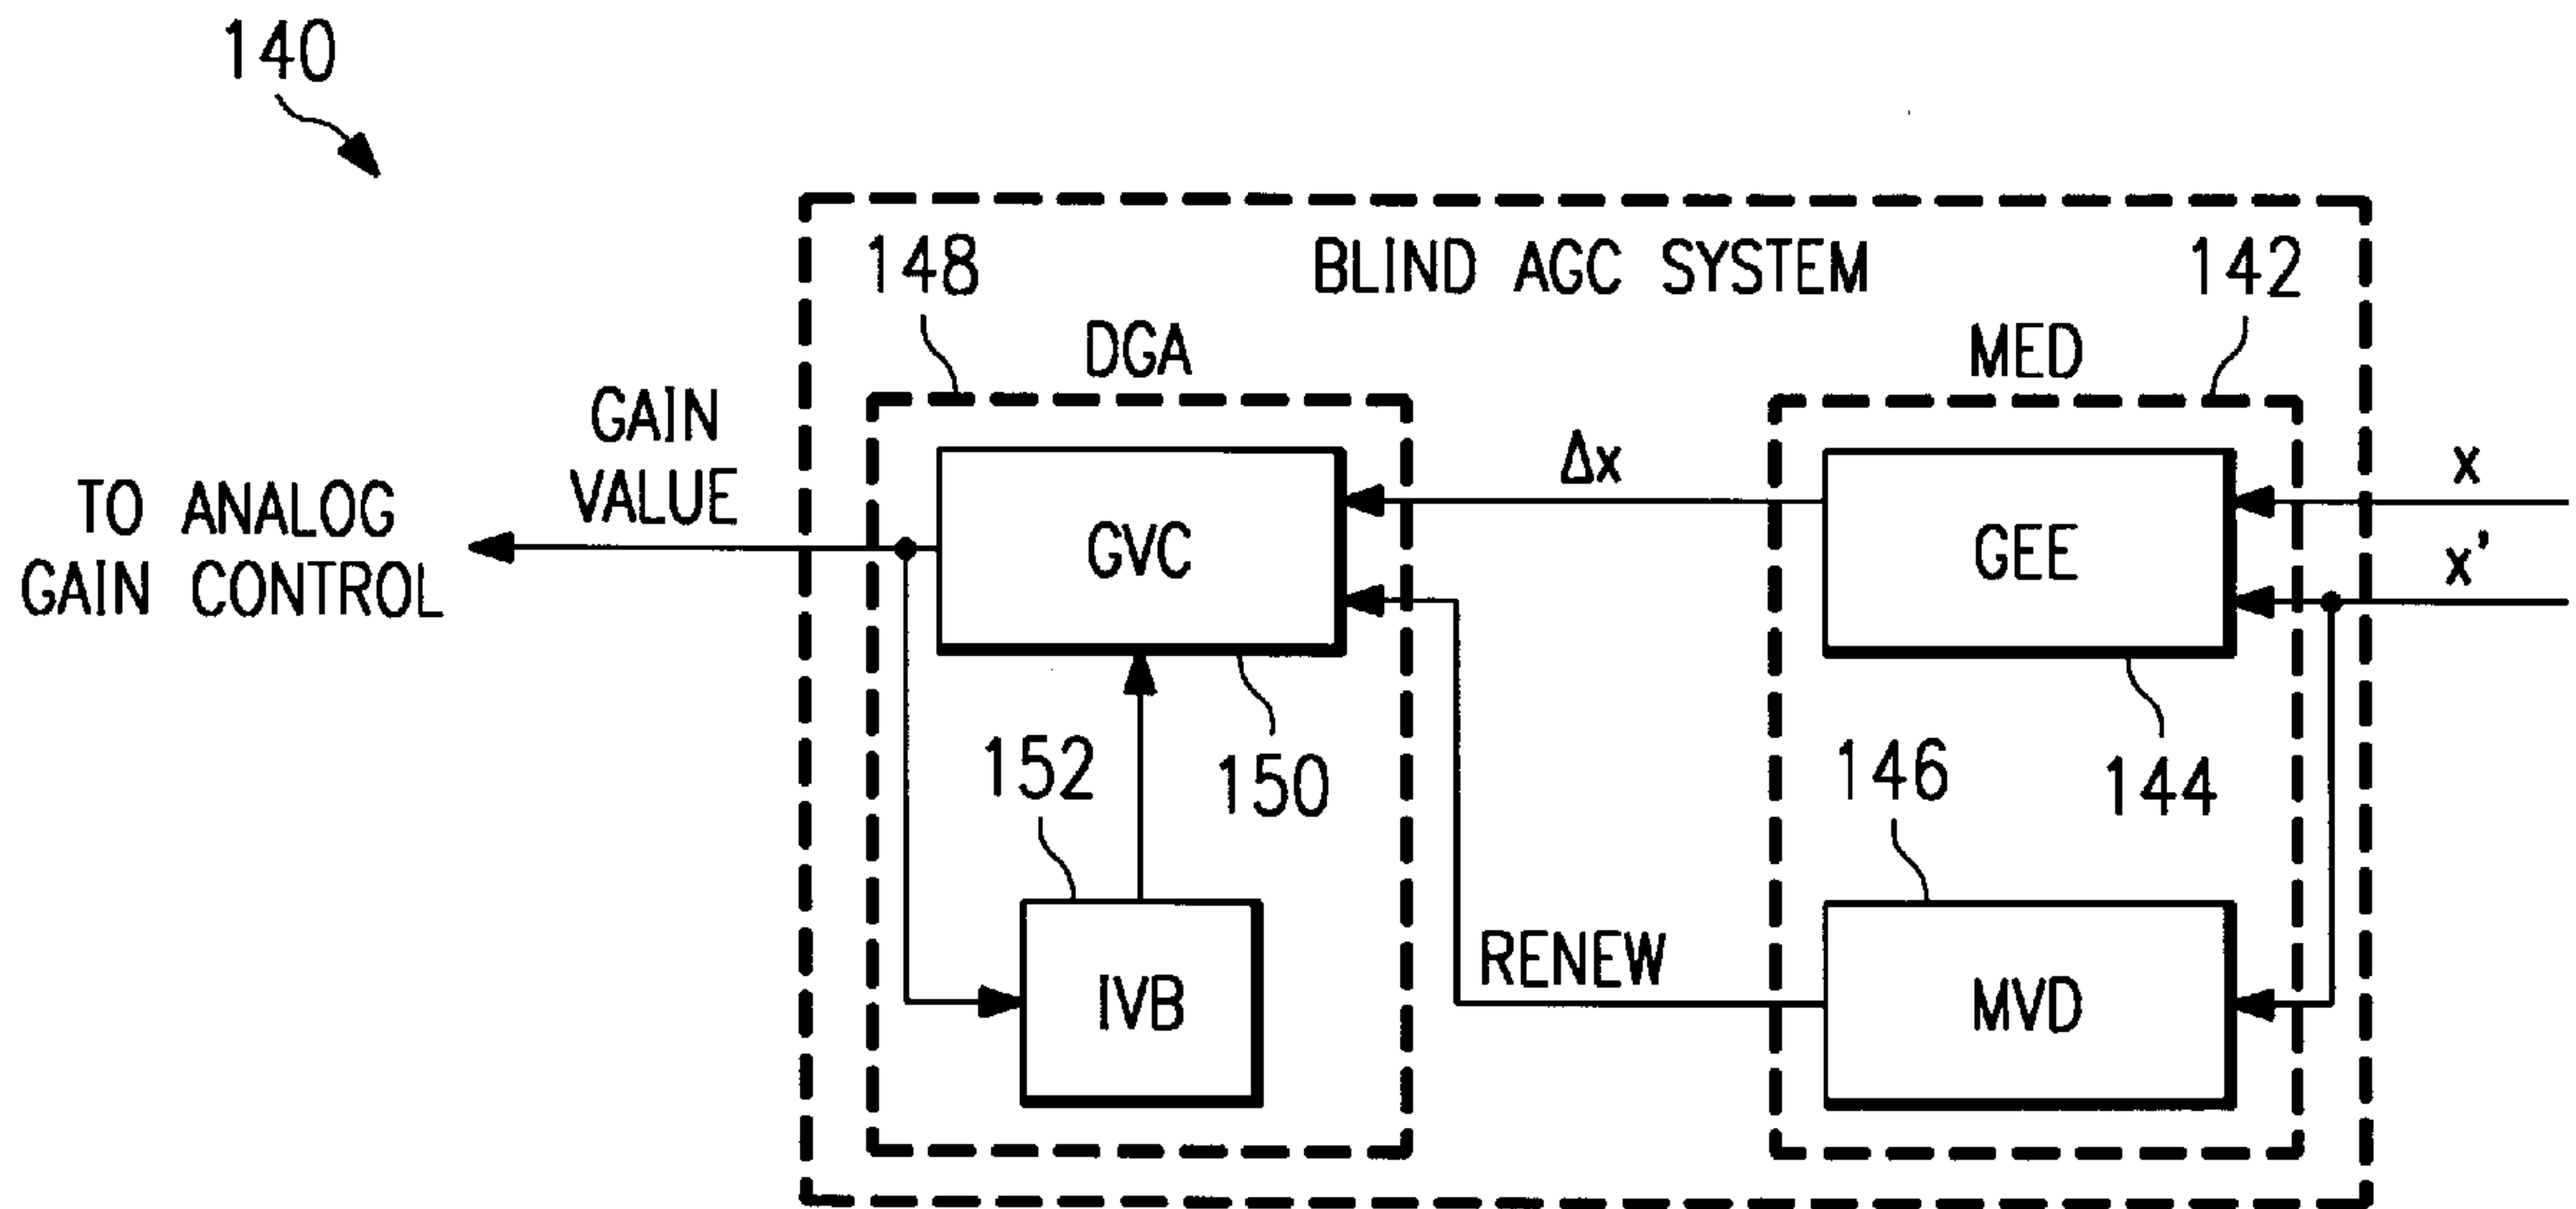 140
BLIND AGC SYSTEM
148
142
DGA
MED
GAIN
VALUE
TO ANALOG
GAIN CONTROL
Δx
x
x'
GVC
GEE
152
150
146
144
RENEW
IVB
MVD